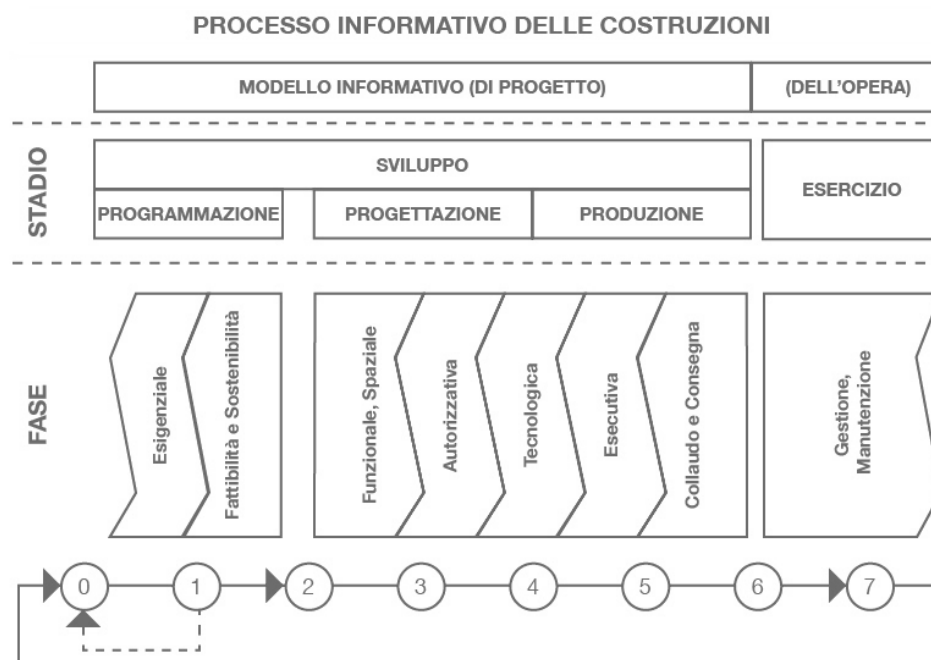 PROCESSO INFORMATIVO DELLE COSTRUZIONI
MODELLO INFORMATIVO (DI PROGETTO)
(DELL'OPERA)
STADIO
SVILUPPO
ESERCIZIO
PROGRAMMAZIONE
PROGETTAZIONE
PRODUZIONE
FASE
Esigenziale
Fattibilità e Sostenibilità
Funzionale, Spaziale
Autorizzativa
Tecnologica
Esecutiva
Collaudo e Consegna
Gestione,
Manutenzione
0
1
2
3
4
5
6
7